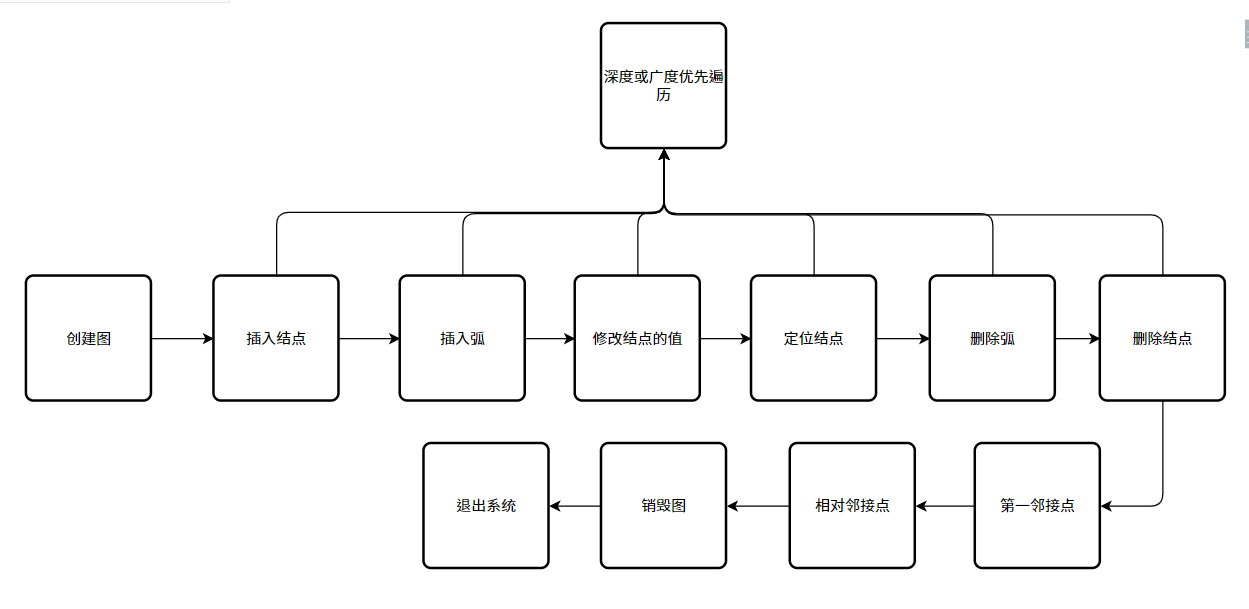 深度或广度优先遍
历
创建图
插入结点
插入弧
修改结点的值
定位结点
删除弧
删除结点
退出系统
销毁图
相对邻接点
第一邻接点